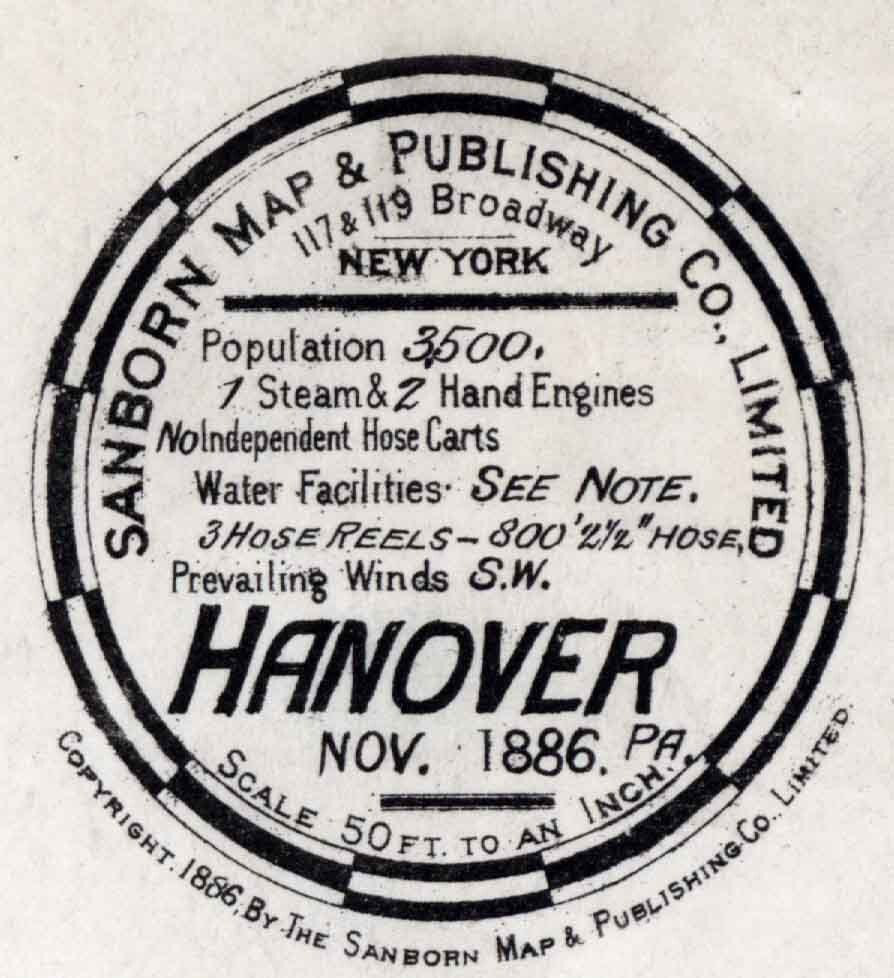 SANBORN MAP & PUBLISHING CO., LIMITED
117 & 119 Broadway
NEW YORK
Population 3,500.
1 Steam & 2 Hand Engines
No Independent Hose Carts
Water Facilities· SEE NOTE.
3 HOSE REELS – 800' 2½" HOSE,
Prevailing Winds S.W.
HANOVER
NOV. 1886. PA.
SCALE 50 FT. TO AN INCH.
COPYRIGHT 1886, BY THE SANBORN MAP & PUBLISHING CO., LIMITED.